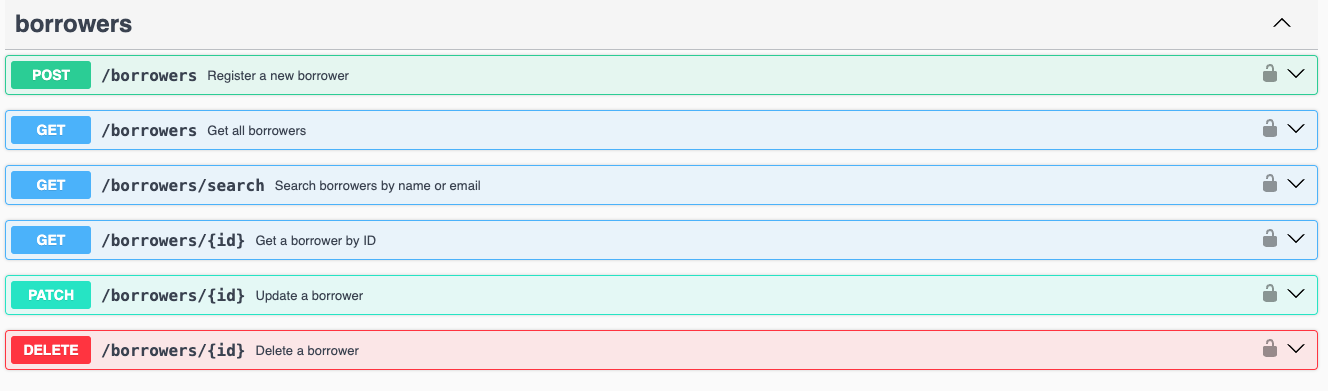 borrowers
POST /borrowers Register a new borrower
GET /borrowers Get all borrowers
GET /borrowers/search Search borrowers by name or email
GET /borrowers/{id} Get a borrower by ID
PATCH /borrowers/{id} Update a borrower
DELETE /borrowers/{id} Delete a borrower